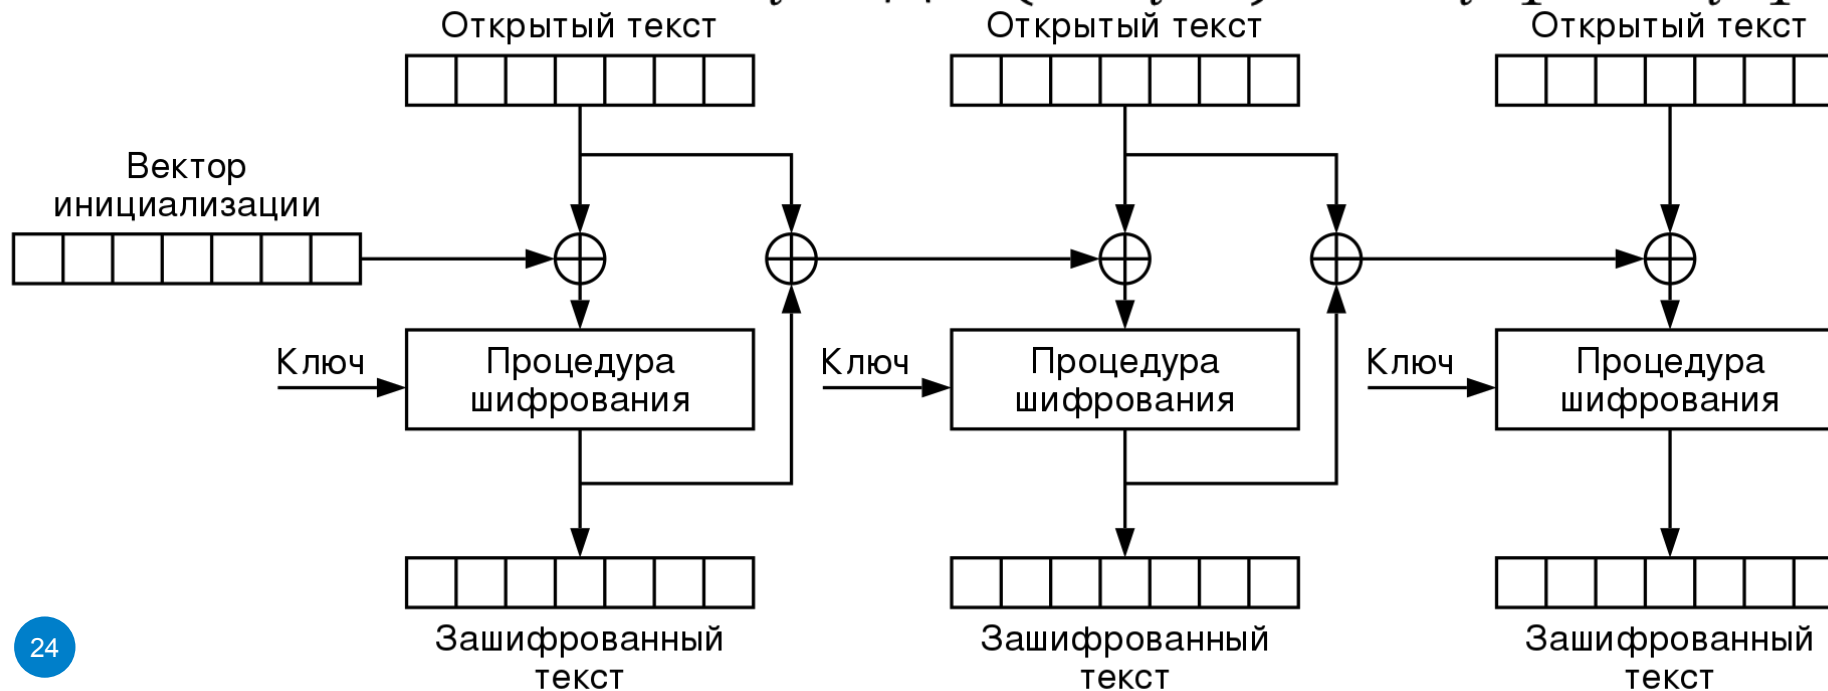 Открытый текст
Открытый текст
Открытый текст
Вектор
инициализации
Ключ
Процедура
шифрования
Ключ
Процедура
шифрования
Ключ
Процедура
шифрования
Зашифрованный
текст
Зашифрованный
текст
Зашифрованный
текст
24